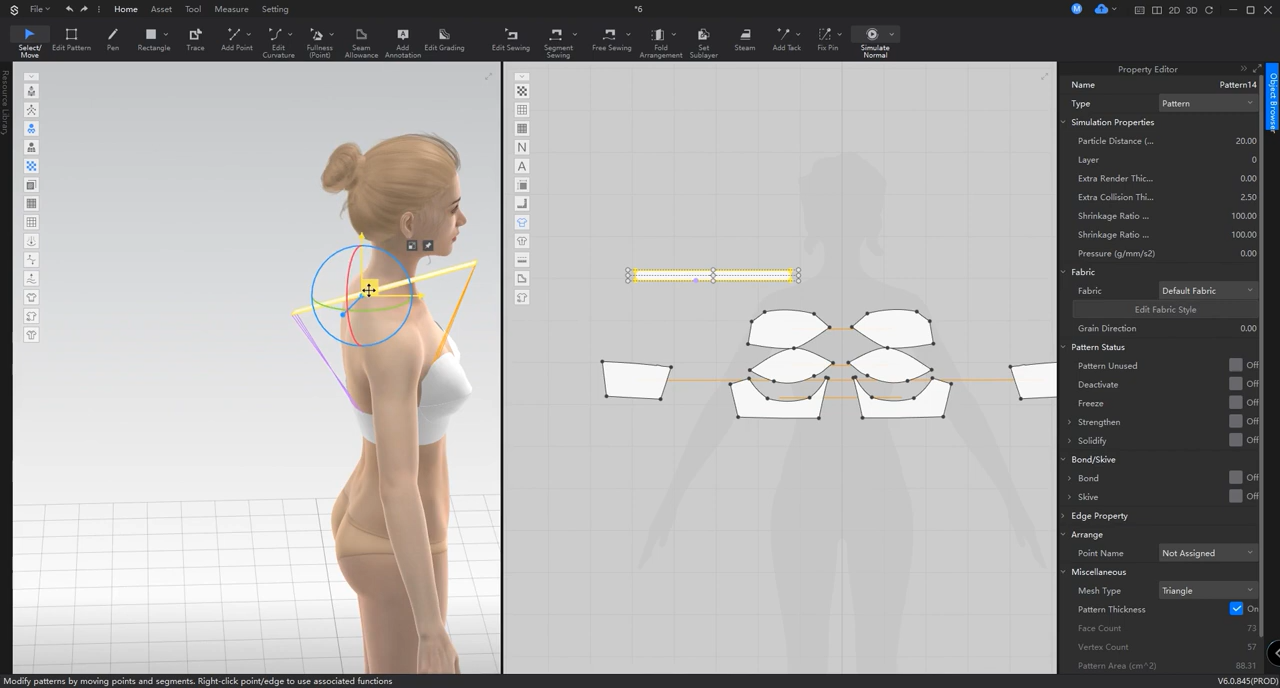 File
Home
Asset
Tool
Measure
Setting
*6
M
2D
3D
Select/
Move
Edit Pattern
Pen
Rectangle
Trace
Add Point
Edit
Curvature
Fullness
(Point)
Seam
Allowance
Add
Annotation
Edit Grading
Edit Sewing
Segment
Sewing
Free Sewing
Fold
Arrangement
Set
Sublayer
Steam
Add Tack
Fix Pin
Simulate
Normal
Resource Library
N
A
Property Editor
Object Browser
Name Pattern14
Type Pattern
Simulation Properties
Particle Distance (... 20.00
Layer 0
Extra Render Thic... 0.00
Extra Collision Thi... 2.50
Shrinkage Ratio ... 100.00
Shrinkage Ratio ... 100.00
Pressure (g/mm/s2) 0.00
Fabric
Fabric Default Fabric
Edit Fabric Style
Grain Direction 0.00
Pattern Status
Pattern Unused Off
Deactivate Off
Freeze Off
Strengthen Off
Solidify Off
Bond/Skive
Bond Off
Skive Off
Edge Property
Arrange
Point Name Not Assigned
Miscellaneous
Mesh Type Triangle
Pattern Thickness On
Face Count 73
Vertex Count 57
Pattern Area (cm^2) 88.31
Modify patterns by moving points and segments. Right-click point/edge to use associated functions
V6.0.845(PROD)